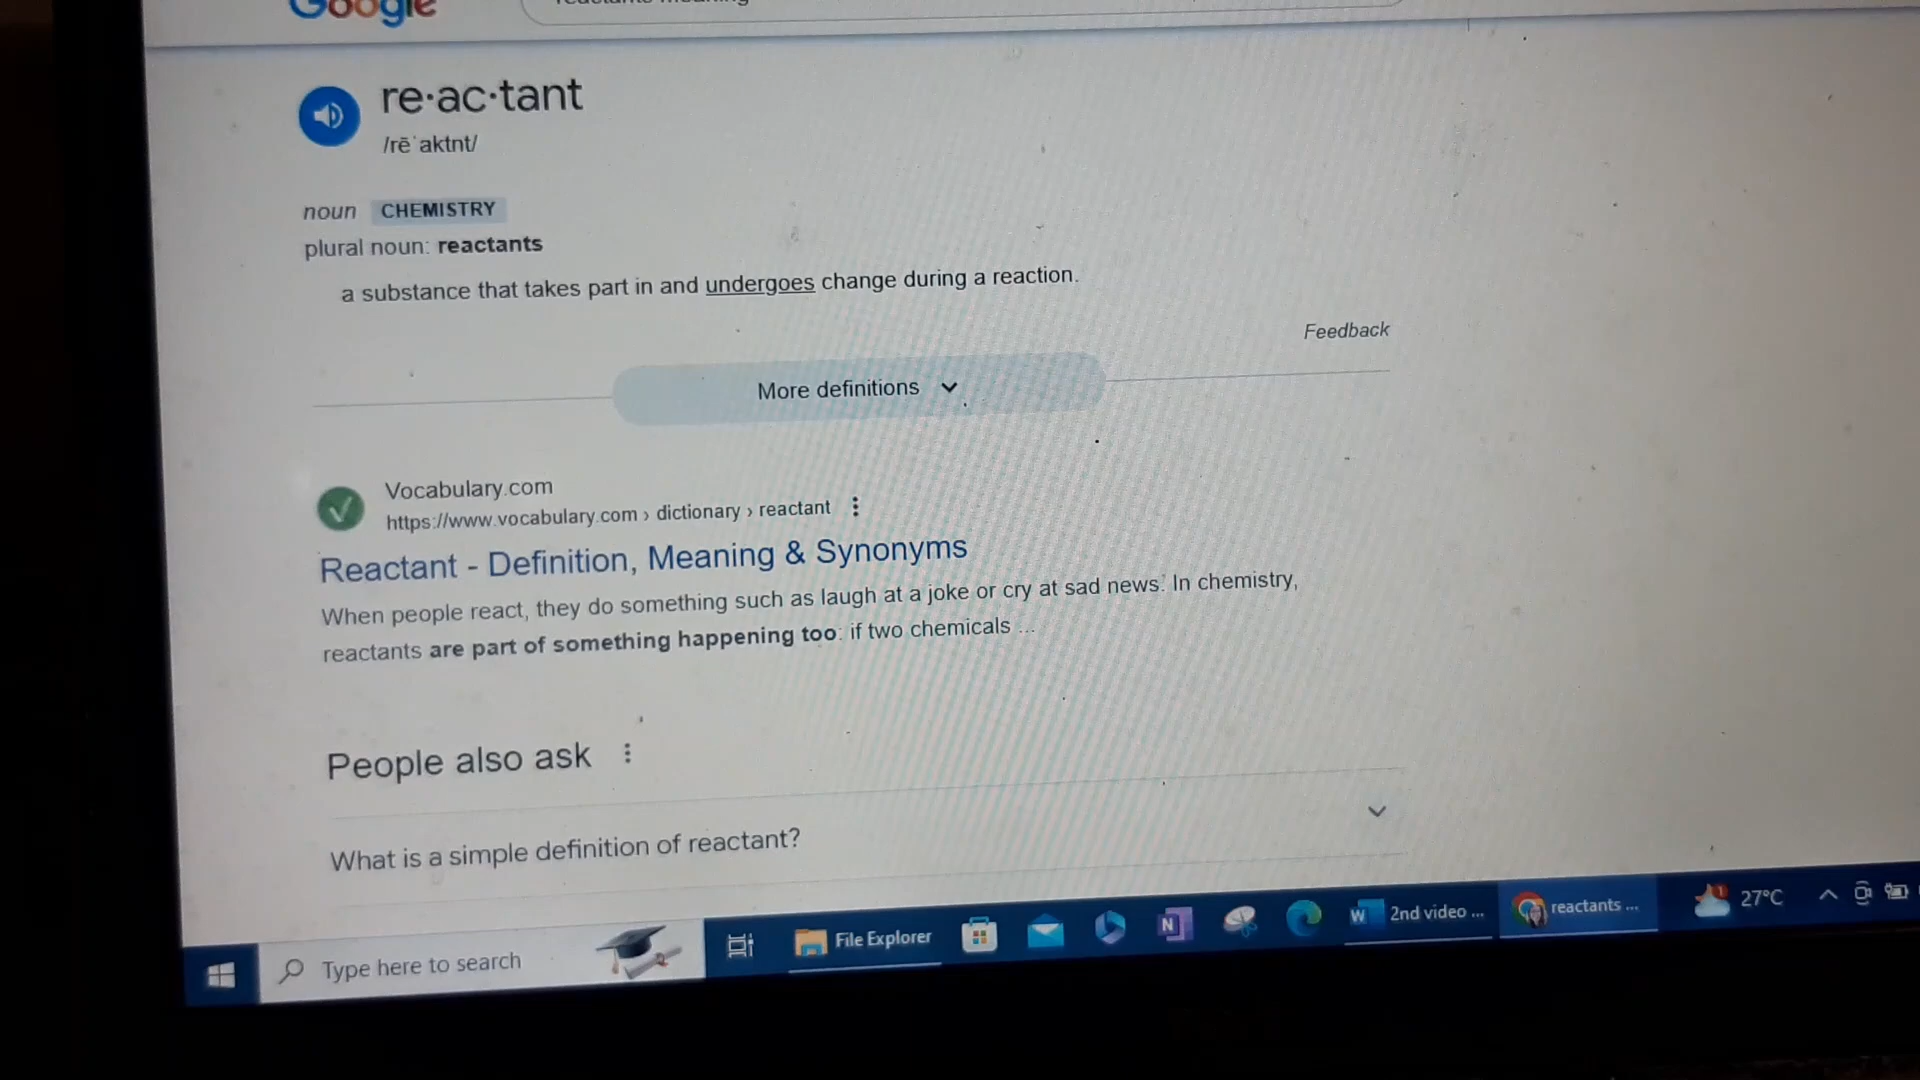 Google
re·ac·tant
/rēˈaktnt/
noun CHEMISTRY
plural noun: reactants
a substance that takes part in and undergoes change during a reaction.
Feedback
More definitions
Vocabulary.com
https://www.vocabulary.com › dictionary › reactant
Reactant - Definition, Meaning & Synonyms
When people react, they do something such as laugh at a joke or cry at sad news. In chemistry,
reactants are part of something happening too: if two chemicals ...
People also ask
What is a simple definition of reactant?
Type here to search
File Explorer
2nd video ...
reactants ...
1
27°C